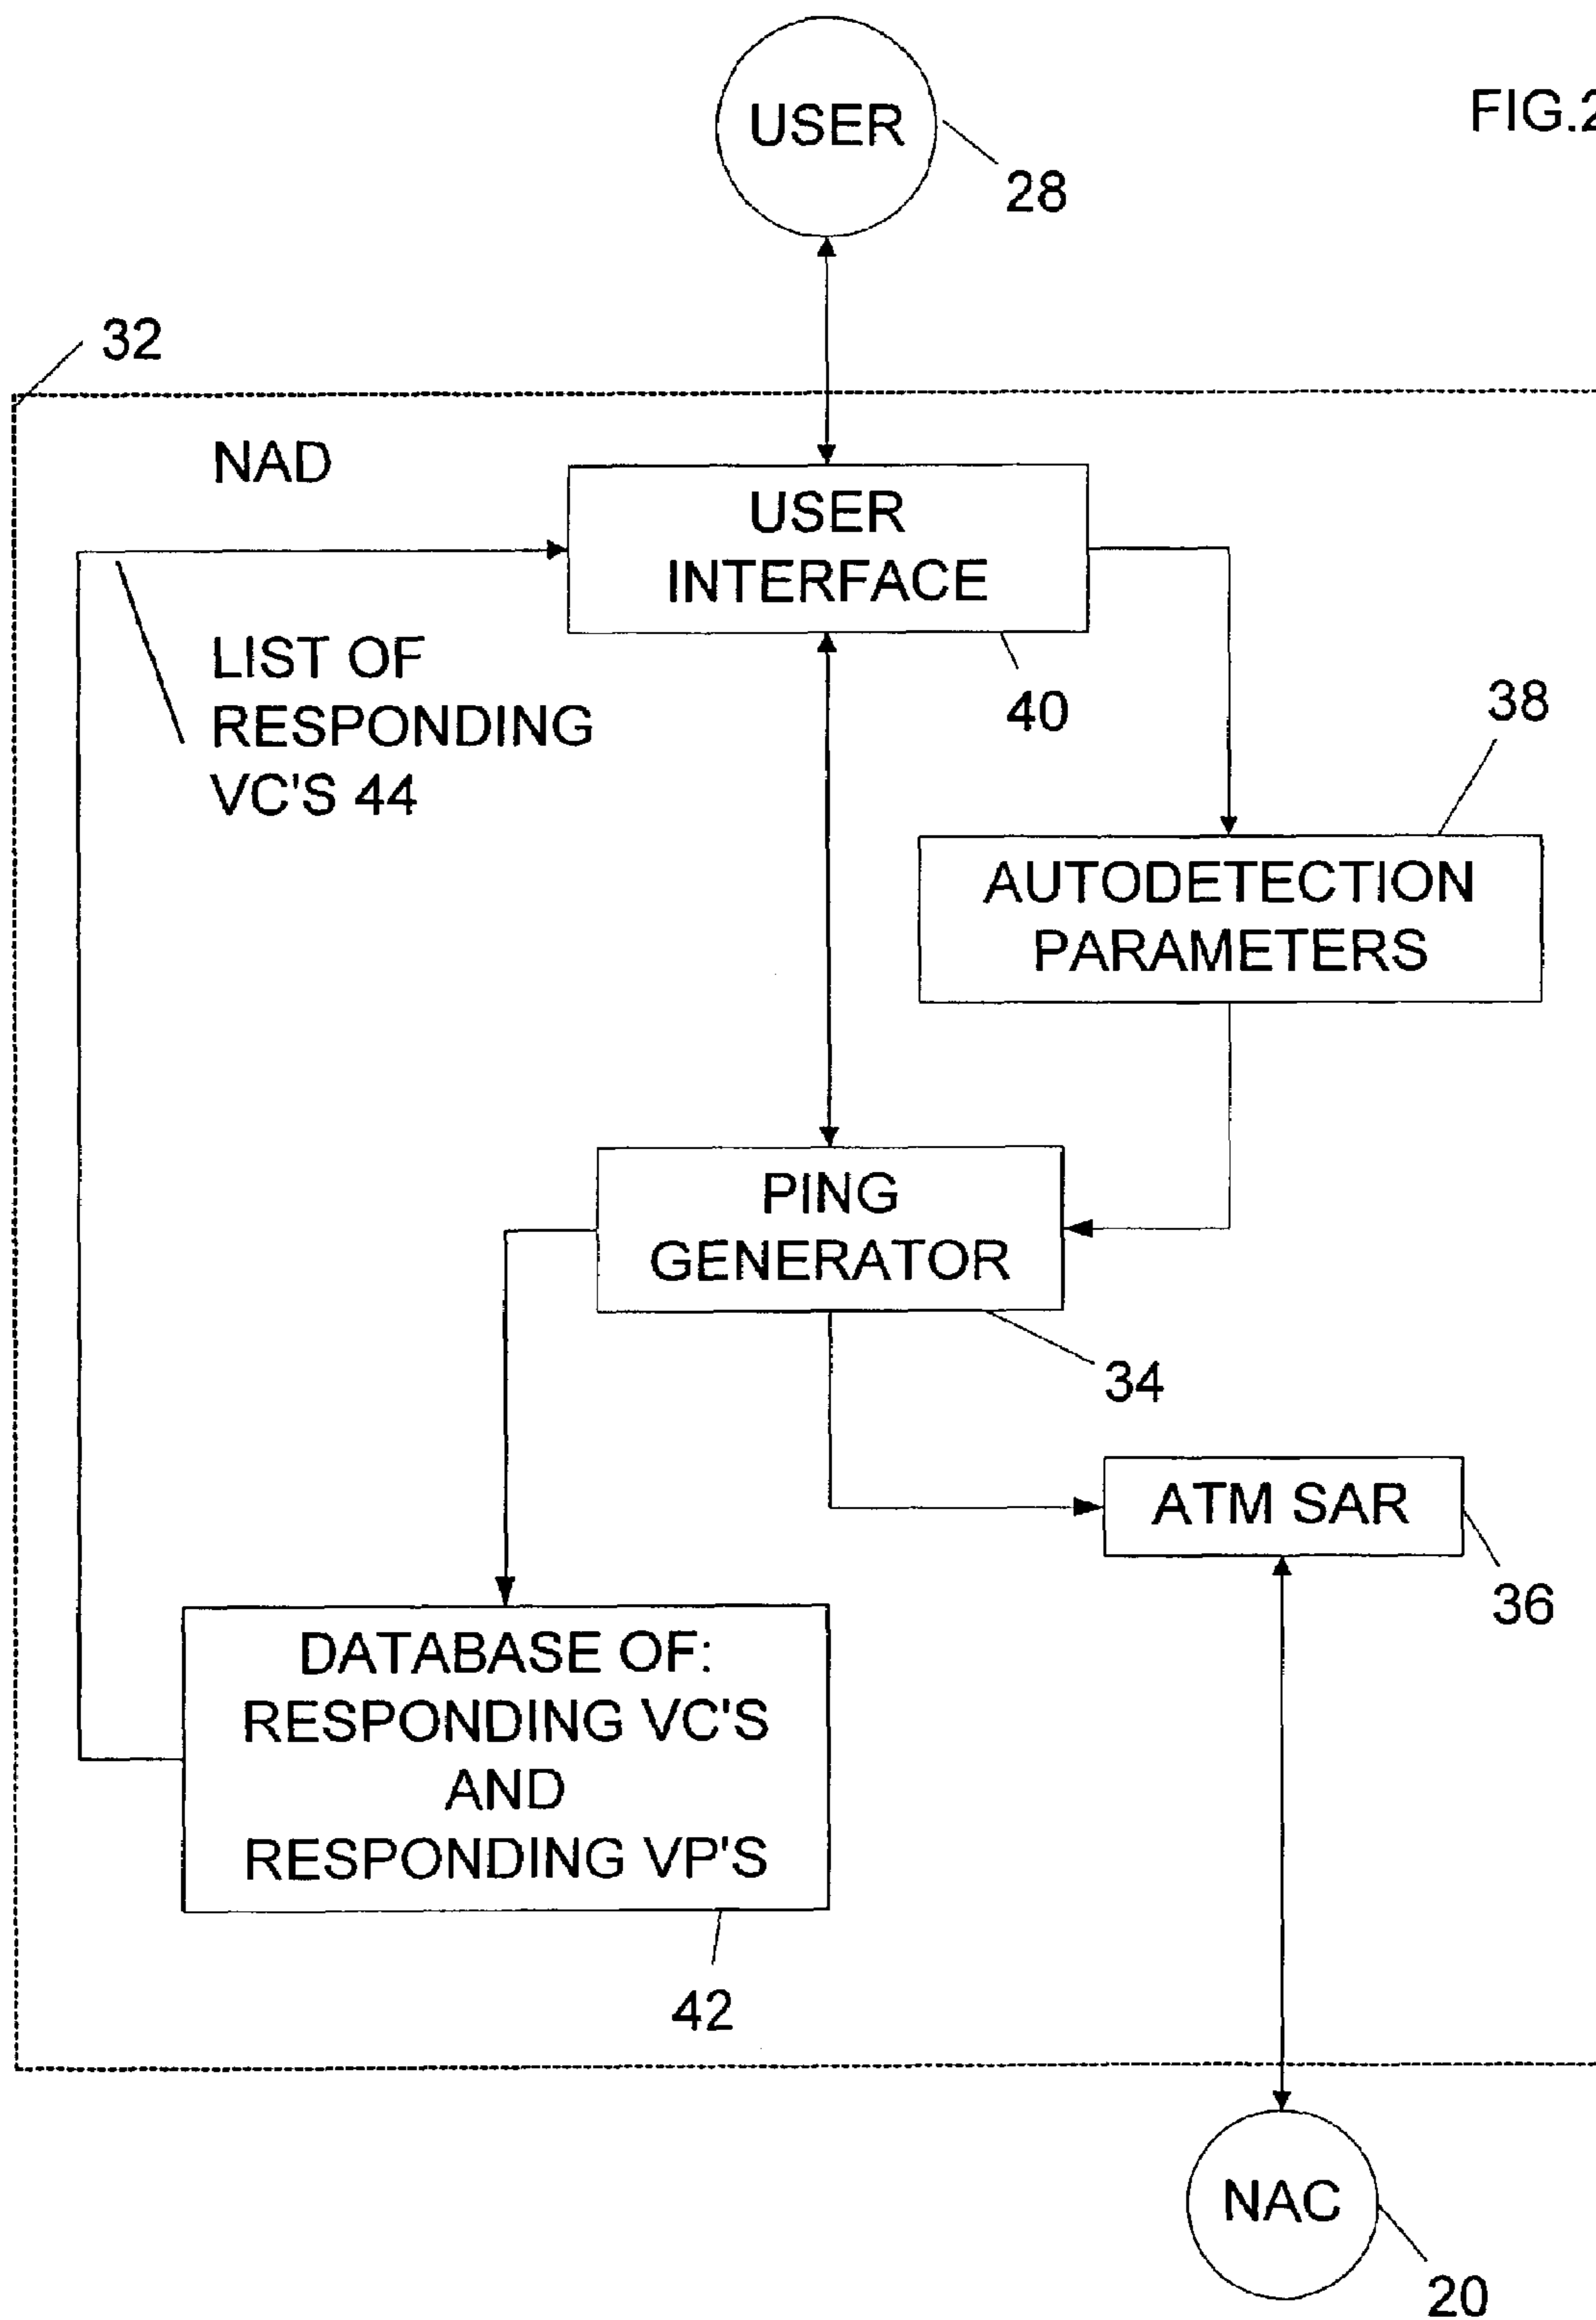 USER
FIG.2
28
32
NAD
USER
INTERFACE
LIST OF
RESPONDING
VC'S 44
40
38
AUTODETECTION
PARAMETERS
PING
GENERATOR
34
ATM SAR
36
DATABASE OF:
RESPONDING VC'S
AND
RESPONDING VP'S
42
NAC
20